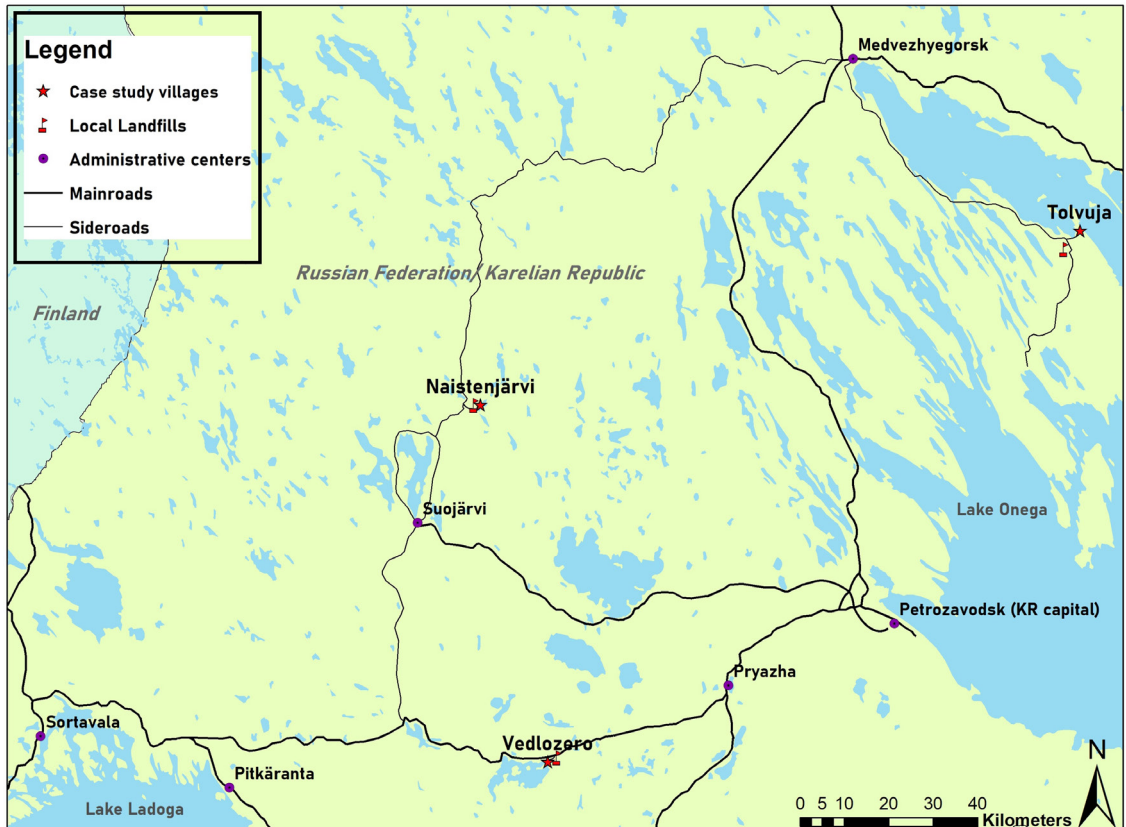 Legend
Case study villages
Local Landfills
Administrative centers
Mainroads
Sideroads
Medvezhyegorsk
Tolvuja
Russian Federation/ Karelian Republic
Finland
Naistenjärvi
Suojärvi
Lake Onega
Petrozavodsk (KR capital)
Pryazha
Sortavala
Vedlozero
Pitkäranta
Lake Ladoga
N
0 5 10 20 30 40
Kilometers